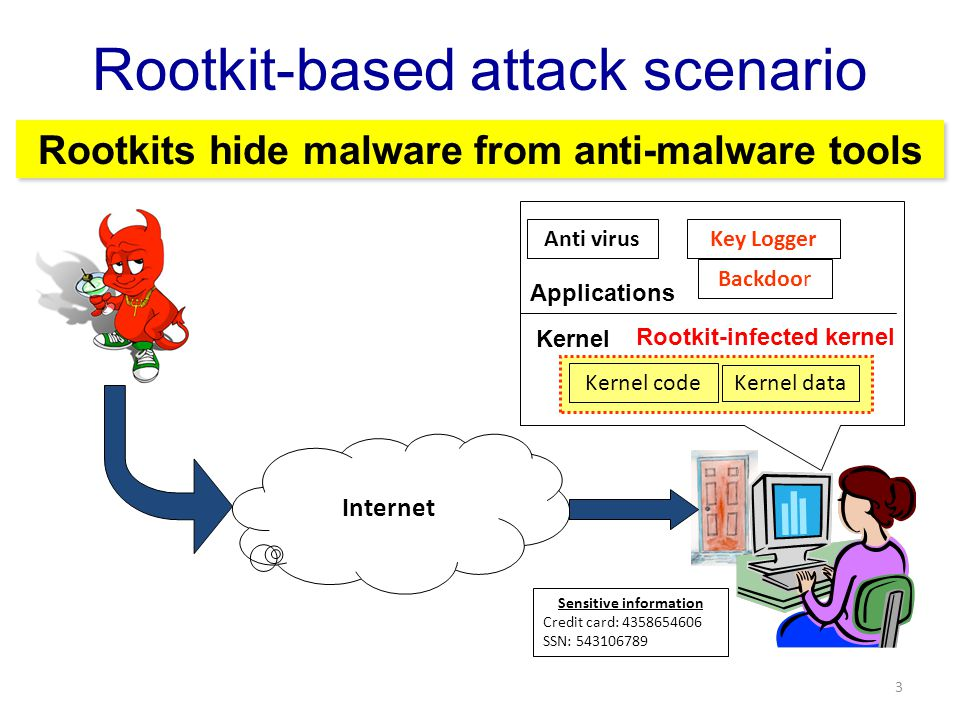 Rootkit-based attack scenario
Rootkits hide malware from anti-malware tools
Anti virus
Key Logger
Backdoor
Applications
Kernel
Rootkit-infected kernel
Kernel code
Kernel data
Internet
Sensitive information
Credit card: 4358654606
SSN: 543106789
3